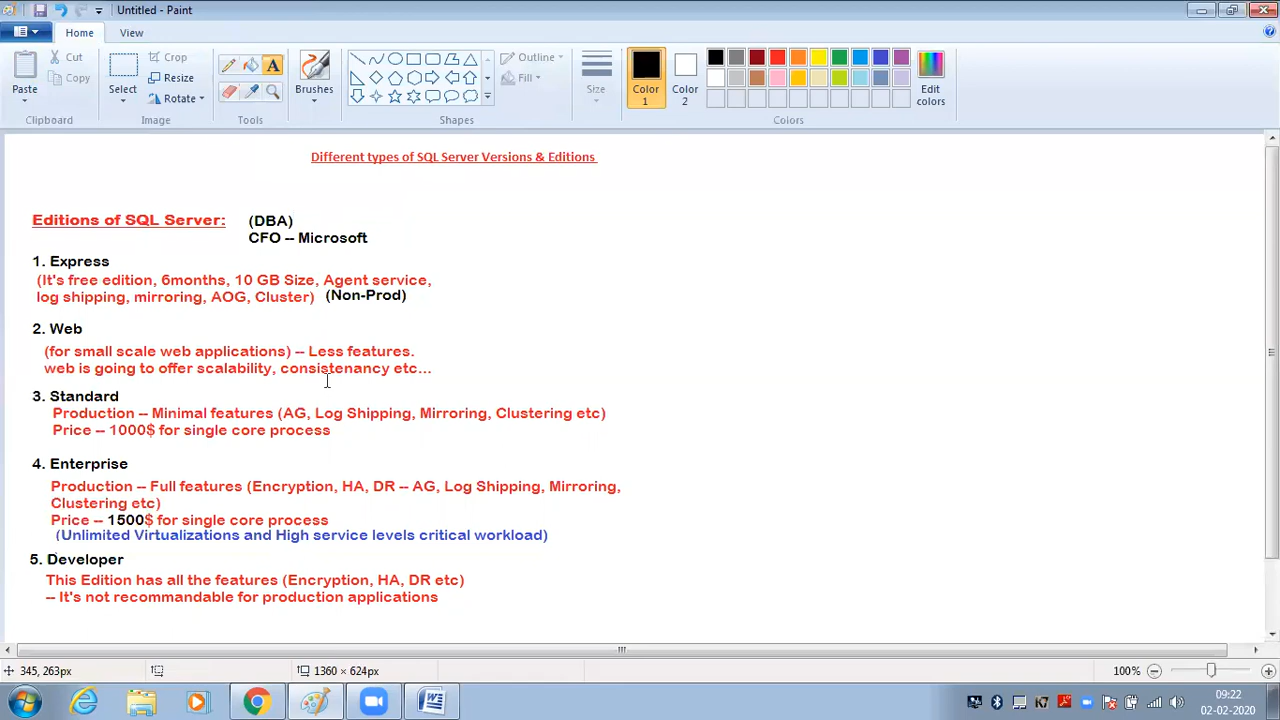 Untitled - Paint
Home
View
Paste
Cut
Copy
Clipboard
Select
Crop
Resize
Rotate
Image
A
Tools
Brushes
Shapes
Outline
Fill
Size
Color 1
Color 2
Edit colors
Colors
Different types of SQL Server Versions & Editions
Editions of SQL Server:
(DBA)
CFO -- Microsoft
1. Express
(It's free edition, 6months, 10 GB Size, Agent service,
log shipping, mirroring, AOG, Cluster) (Non-Prod)
2. Web
(for small scale web applications) -- Less features.
web is going to offer scalability, consistenancy etc...
3. Standard
Production -- Minimal features (AG, Log Shipping, Mirroring, Clustering etc)
Price -- 1000$ for single core process
4. Enterprise
Production -- Full features (Encryption, HA, DR -- AG, Log Shipping, Mirroring,
Clustering etc)
Price -- 1500$ for single core process
(Unlimited Virtualizations and High service levels critical workload)
5. Developer
This Edition has all the features (Encryption, HA, DR etc)
-- It's not recommandable for production applications
345, 263px
1360 × 624px
100%
09:22
02-02-2020